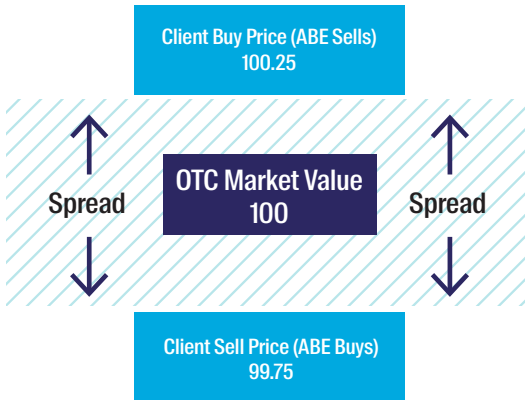 Client Buy Price (ABE Sells)
100.25
Spread
OTC Market Value
100
Spread
Client Sell Price (ABE Buys)
99.75